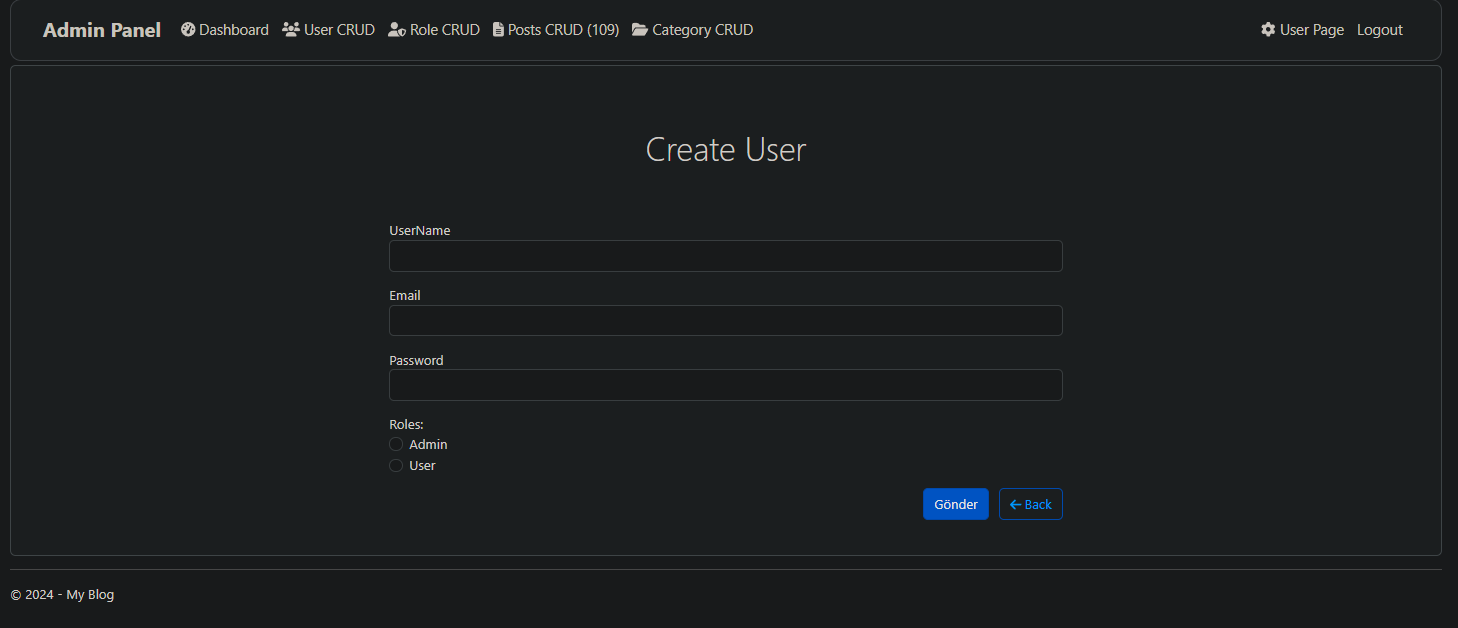 Admin Panel Dashboard User CRUD Role CRUD Posts CRUD (109) Category CRUD User Page Logout
Create User
UserName
Email
Password
Roles:
Admin
User
Gönder Back
© 2024 - My Blog